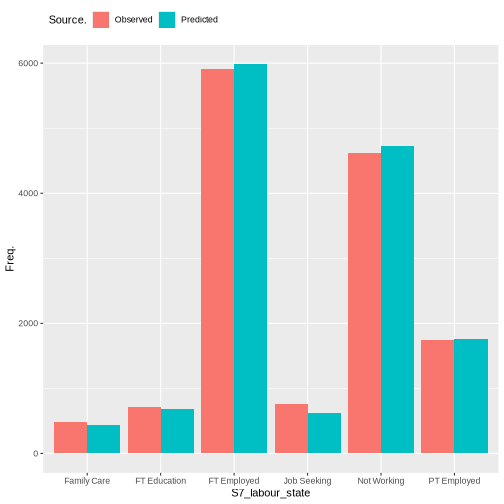 Source. Observed Predicted
Freq.
6000
4000
2000
0
Family Care FT Education FT Employed Job Seeking Not Working PT Employed
S7_labour_state